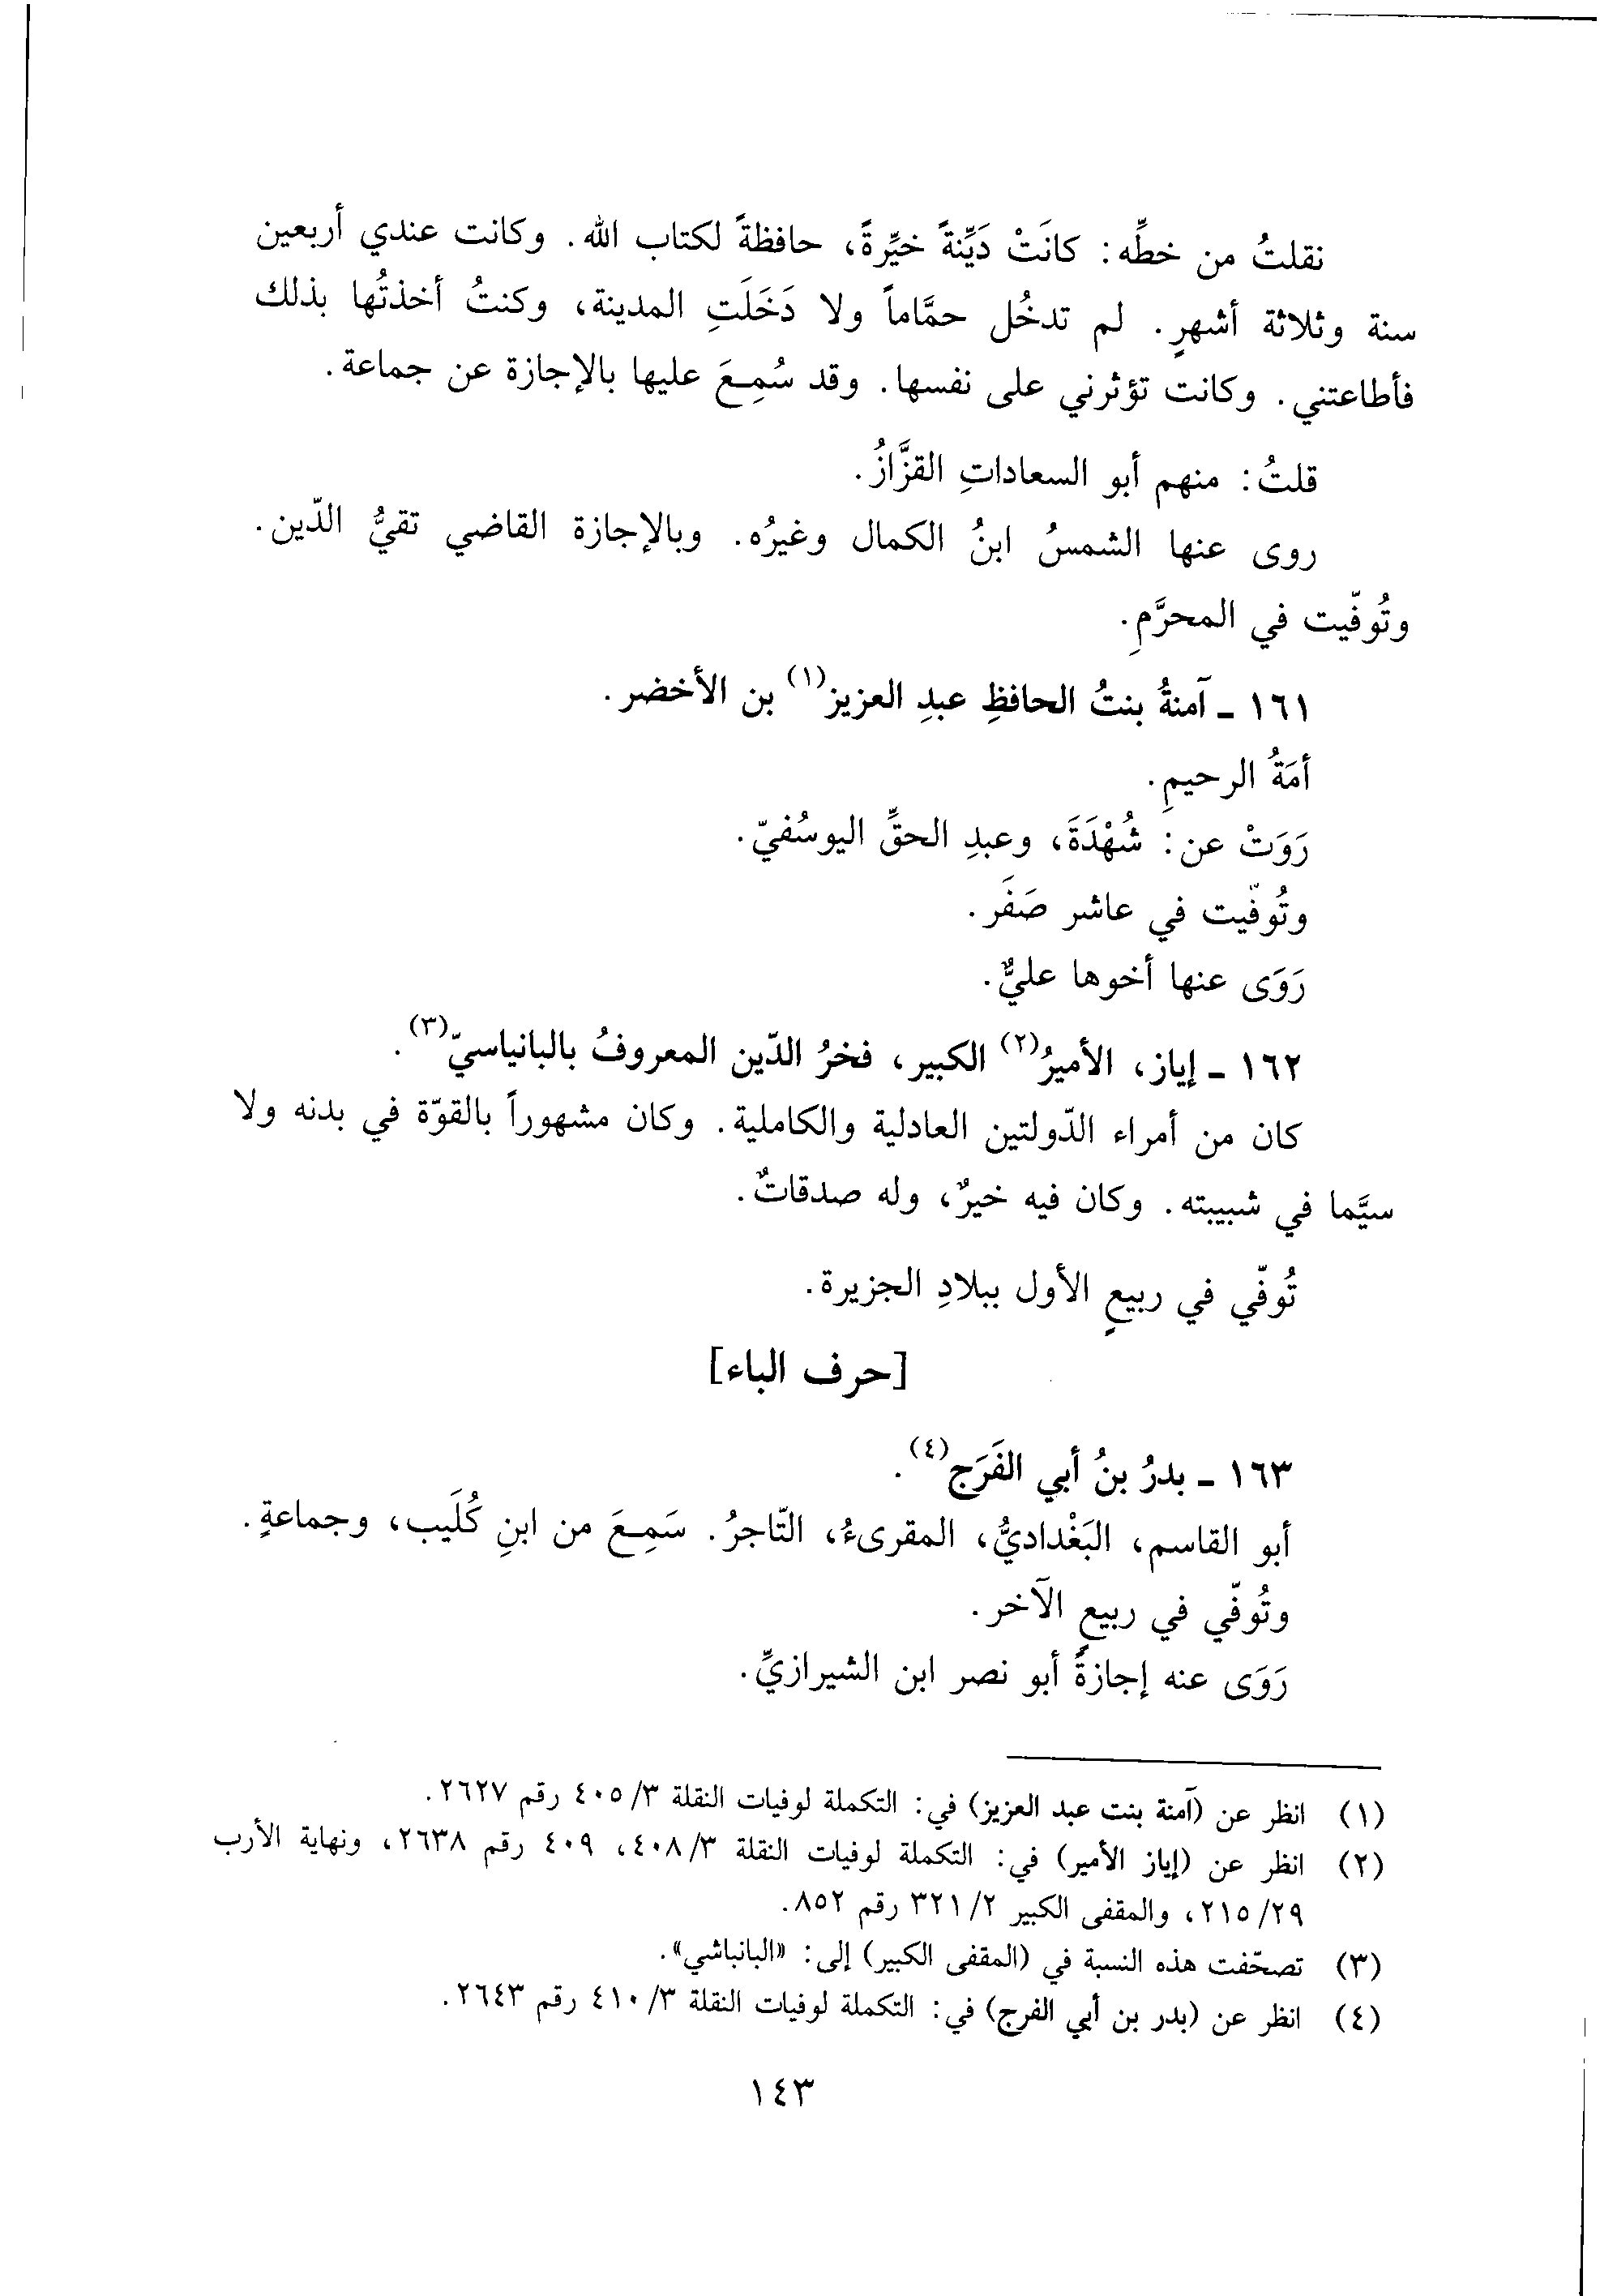 نقلتُ من خطِّه: كانَتْ دَيِّنةً خيِّرةً، حافظةً لكتاب الله. وكانت عندي أربعين
سنة وثلاثة أشهرٍ. لم تدخُل حمَّاماً ولا دَخَلَتِ المدينة، وكنتُ أخذتُها بذلك
فأطاعتني. وكانت تؤثرني على نفسها. وقد سُمِعَ عليها بالإجازة عن جماعة.
قلتُ: منهم أبو السعاداتِ القزَّازُ.
روى عنها الشمسُ ابنُ الكمال وغيرُه. وبالإجازة القاضي تقيُّ الدّين.
وتُوفّيت في المحرَّمِ.
١٦١ ـ آمنةُ بنتُ الحافظِ عبدِ العزيز(١) بن الأخضر.
أمَةُ الرحيمِ.
رَوَتْ عن: شُهْدَةَ، وعبدِ الحقِّ اليوسُفيّ.
وتُوفّيت في عاشر صَفَر.
رَوَى عنها أخوها عليٌّ.
١٦٢ ـ إياز، الأميرُ(٢) الكبير، فخرُ الدّين المعروفُ بالبانياسيّ(٣).
كان من أمراء الدّولتين العادلية والكاملية. وكان مشهوراً بالقوّة في بدنه ولا
سيَّما في شبيبته. وكان فيه خيرٌ، وله صدقاتٌ.
تُوفّي في ربيعٍ الأول ببلادِ الجزيرة.
[حرف الباء]
١٦٣ ـ بدرُ بنُ أبي الفَرَج(٤).
أبو القاسم، البَغْداديُّ، المقرىءُ، التّاجرُ. سَمِعَ من ابنِ كُلَيب، وجماعةٍ.
وتُوفّي في ربيعٍ الآخر.
رَوَى عنه إجازةً أبو نصر ابن الشيرازيِّ.
(١) انظر عن (آمنة بنت عبد العزيز) في: التكملة لوفيات النقلة ٣/ ٤٠٥ رقم ٢٦٢٧.
(٢) انظر عن (إياز الأمير) في: التكملة لوفيات النقلة ٣/ ٤٠٨، ٤٠٩ رقم ٢٦٣٨، ونهاية الأرب
٢٩/ ٢١٥، والمقفى الكبير ٢/ ٣٢١ رقم ٨٥٢.
(٣) تصحّفت هذه النسبة في (المقفى الكبير) إلى: «البانباشي».
(٤) انظر عن (بدر بن أبي الفرج) في: التكملة لوفيات النقلة ٣/ ٤١٠ رقم ٢٦٤٣.
١٤٣